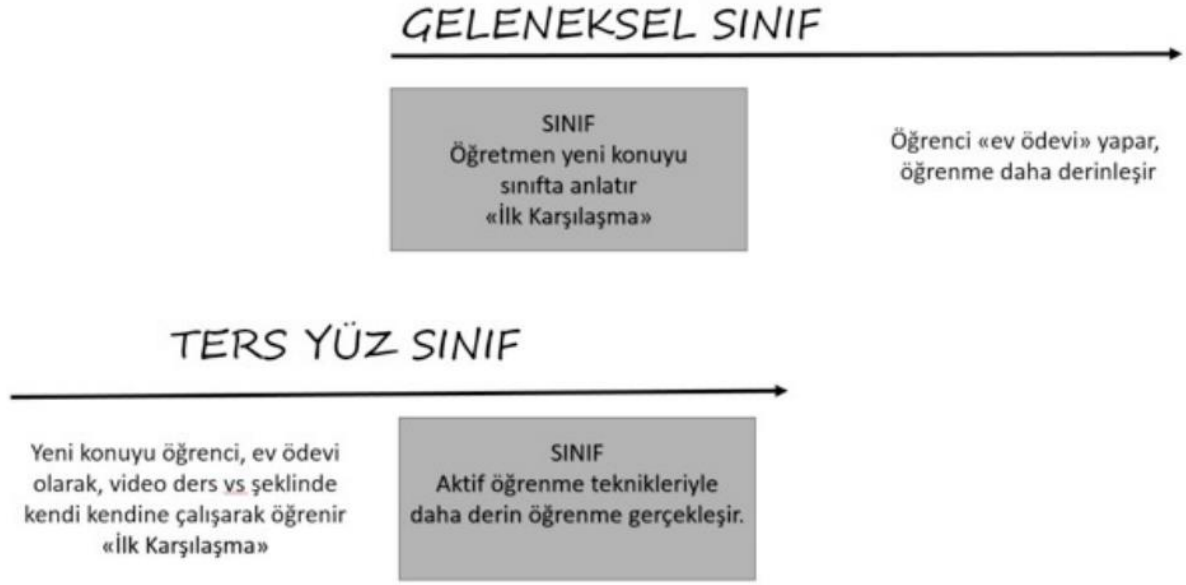 GELENEKSEL SINIF
SINIF
Öğretmen yeni konuyu
sınıfta anlatır
«İlk Karşılaşma»
Öğrenci «ev ödevi» yapar,
öğrenme daha derinleşir
TERS YÜZ SINIF
Yeni konuyu öğrenci, ev ödevi
olarak, video ders vs şeklinde
kendi kendine çalışarak öğrenir
«İlk Karşılaşma»
SINIF
Aktif öğrenme teknikleriyle
daha derin öğrenme gerçekleşir.